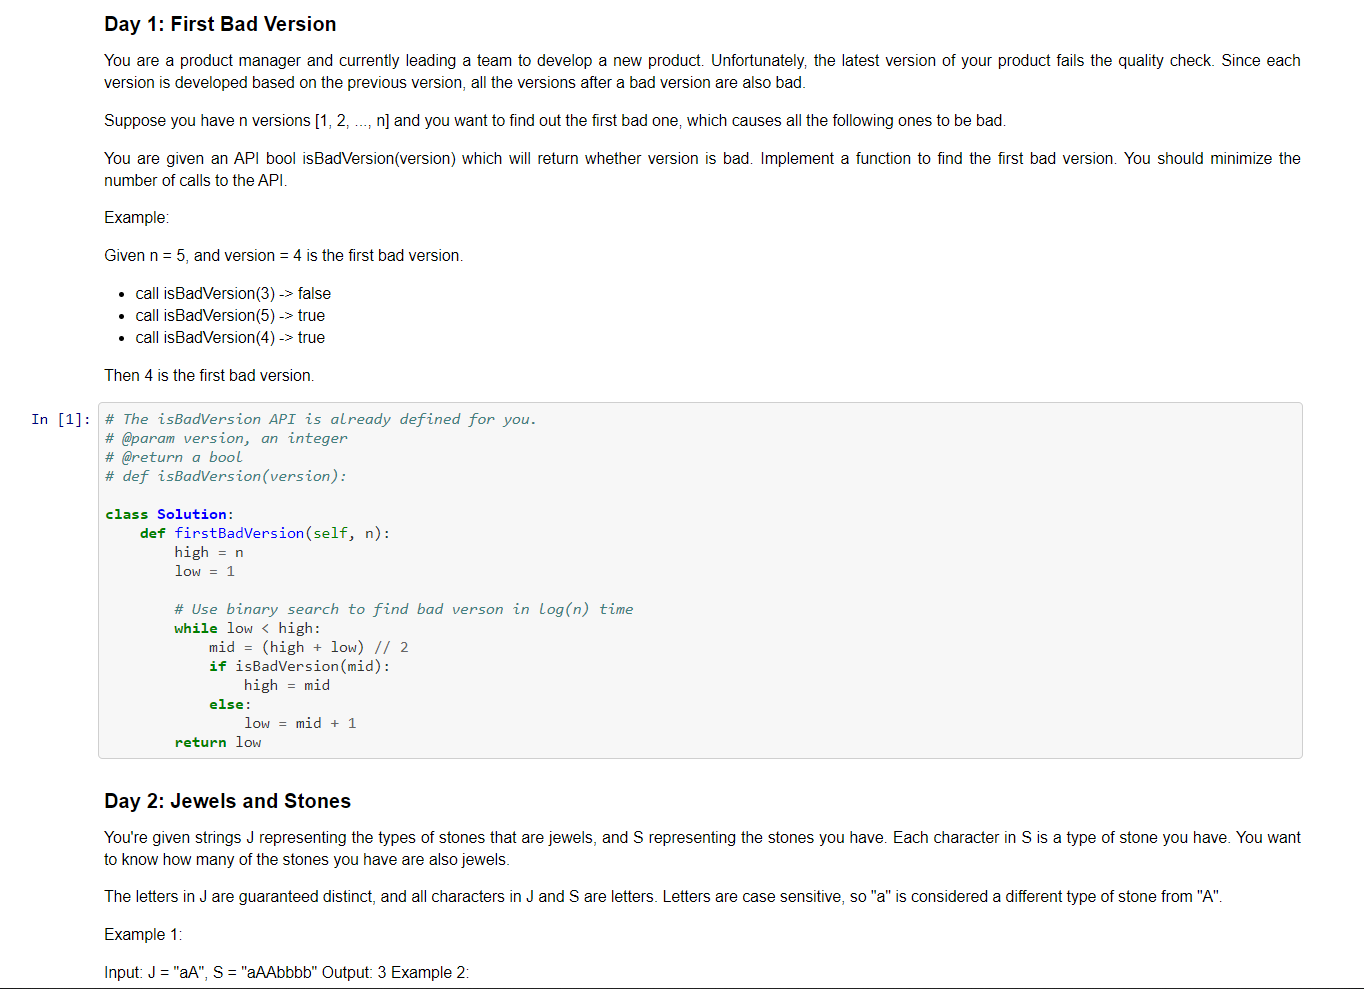 Day 1: First Bad Version
You are a product manager and currently leading a team to develop a new product. Unfortunately, the latest version of your product fails the quality check. Since each
version is developed based on the previous version, all the versions after a bad version are also bad.
Suppose you have n versions [1, 2, ..., n] and you want to find out the first bad one, which causes all the following ones to be bad.
You are given an API bool isBadVersion(version) which will return whether version is bad. Implement a function to find the first bad version. You should minimize the
number of calls to the API.
Example:
Given n = 5, and version = 4 is the first bad version.
• call isBadVersion(3) -> false
• call isBadVersion(5) -> true
• call isBadVersion(4) -> true
Then 4 is the first bad version.
In [1]: # The isBadVersion API is already defined for you.
# @param version, an integer
# @return a bool
# def isBadVersion(version):
class Solution:
    def firstBadVersion(self, n):
        high = n
        low = 1
        # Use binary search to find bad verson in log(n) time
        while low < high:
            mid = (high + low) // 2
            if isBadVersion(mid):
                high = mid
            else:
                low = mid + 1
        return low
Day 2: Jewels and Stones
You're given strings J representing the types of stones that are jewels, and S representing the stones you have. Each character in S is a type of stone you have. You want
to know how many of the stones you have are also jewels.
The letters in J are guaranteed distinct, and all characters in J and S are letters. Letters are case sensitive, so "a" is considered a different type of stone from "A".
Example 1:
Input: J = "aA", S = "aAAbbbb" Output: 3 Example 2: